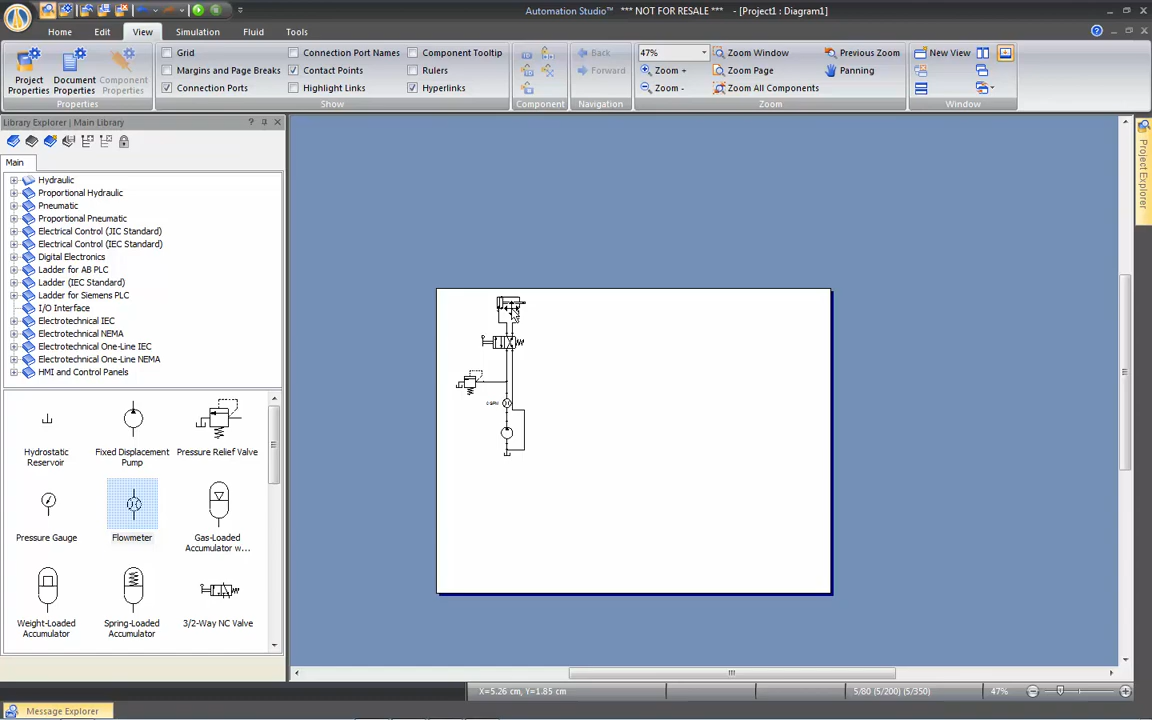 Automation Studio™ *** NOT FOR RESALE *** - [Project1 : Diagram1]
Home Edit View Simulation Fluid Tools
Project Properties
Document Properties
Component Properties
Properties
Grid
Margins and Page Breaks
Connection Ports
Connection Port Names
Contact Points
Highlight Links
Component Tooltip
Rulers
Hyperlinks
Show
Component
Back
Forward
Navigation
47%
Zoom +
Zoom -
Zoom Window
Zoom Page
Zoom All Components
Previous Zoom
Panning
Zoom
New View
Window
Library Explorer | Main Library
Main
Hydraulic
Proportional Hydraulic
Pneumatic
Proportional Pneumatic
Electrical Control (JIC Standard)
Electrical Control (IEC Standard)
Digital Electronics
Ladder for AB PLC
Ladder (IEC Standard)
Ladder for Siemens PLC
I/O Interface
Electrotechnical IEC
Electrotechnical NEMA
Electrotechnical One-Line IEC
Electrotechnical One-Line NEMA
HMI and Control Panels
Hydrostatic Reservoir
Fixed Displacement Pump
Pressure Relief Valve
Pressure Gauge
Flowmeter
Gas-Loaded Accumulator w...
Weight-Loaded Accumulator
Spring-Loaded Accumulator
3/2-Way NC Valve
Project Explorer
X=5.26 cm, Y=1.85 cm
5/80 (5/200) (5/350)
47%
Message Explorer